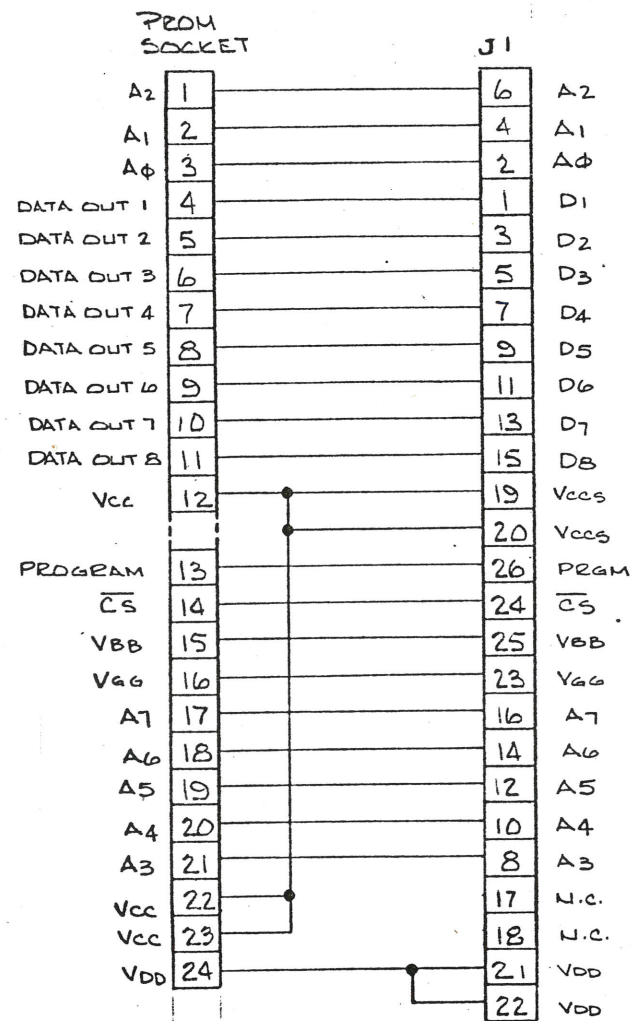 PROM
SOCKET J1
A2 1 6 A2
A1 2 4 A1
Aφ 3 2 Aφ
DATA OUT 1 4 1 D1
DATA OUT 2 5 3 D2
DATA OUT 3 6 5 D3
DATA OUT 4 7 7 D4
DATA OUT 5 8 9 D5
DATA OUT 6 9 11 D6
DATA OUT 7 10 13 D7
DATA OUT 8 11 15 D8
Vcc 12 19 Vccs
20 Vccs
PROGRAM 13 26 PRGM
C̅S̅ 14 24 C̅S̅
VBB 15 25 VBB
VGG 16 23 VGG
A7 17 16 A7
A6 18 14 A6
A5 19 12 A5
A4 20 10 A4
A3 21 8 A3
Vcc 22 17 N.C.
Vcc 23 18 N.C.
VDD 24 21 VDD
22 VDD